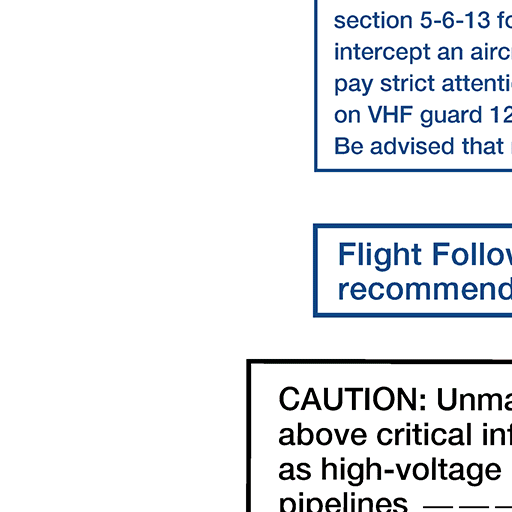 section 5-6-13 fo
intercept an airc
pay strict attenti
on VHF guard 12
Be advised that
Flight Follo
recommend
CAUTION: Unma
above critical inf
as high-voltage
pipelines — — —